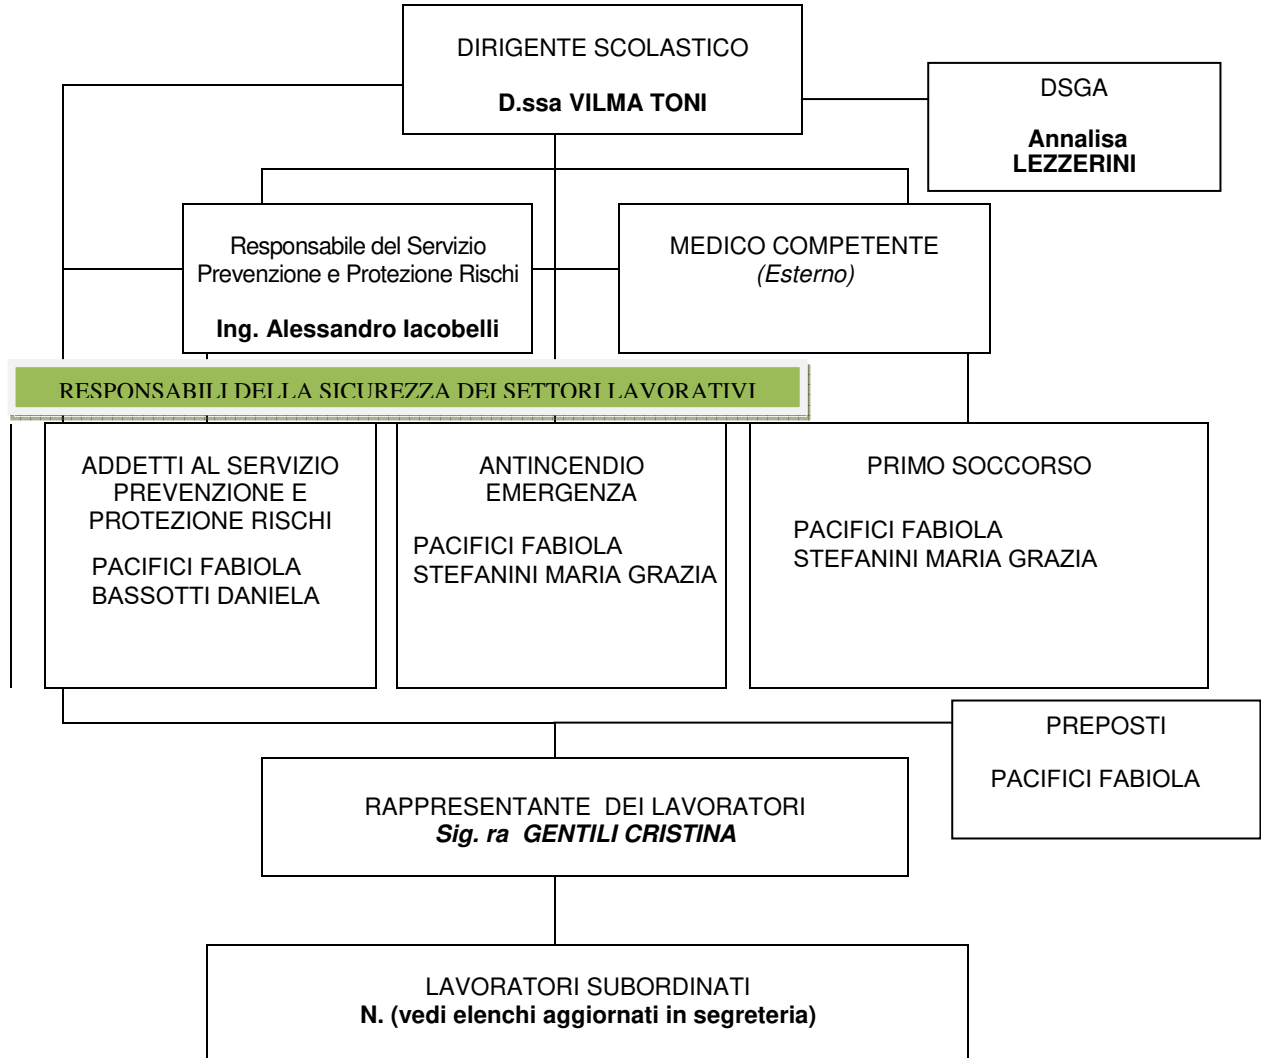 DIRIGENTE SCOLASTICO
D.ssa VILMA TONI
DSGA
Annalisa
LEZZERINI
Responsabile del Servizio
Prevenzione e Protezione Rischi
Ing. Alessandro Iacobelli
MEDICO COMPETENTE
(Esterno)
RESPONSABILI DELLA SICUREZZA DEI SETTORI LAVORATIVI
ADDETTI AL SERVIZIO
PREVENZIONE E
PROTEZIONE RISCHI
PACIFICI FABIOLA
BASSOTTI DANIELA
ANTINCENDIO
EMERGENZA
PACIFICI FABIOLA
STEFANINI MARIA GRAZIA
PRIMO SOCCORSO
PACIFICI FABIOLA
STEFANINI MARIA GRAZIA
PREPOSTI
PACIFICI FABIOLA
RAPPRESENTANTE DEI LAVORATORI
Sig. ra GENTILI CRISTINA
LAVORATORI SUBORDINATI
N. (vedi elenchi aggiornati in segreteria)